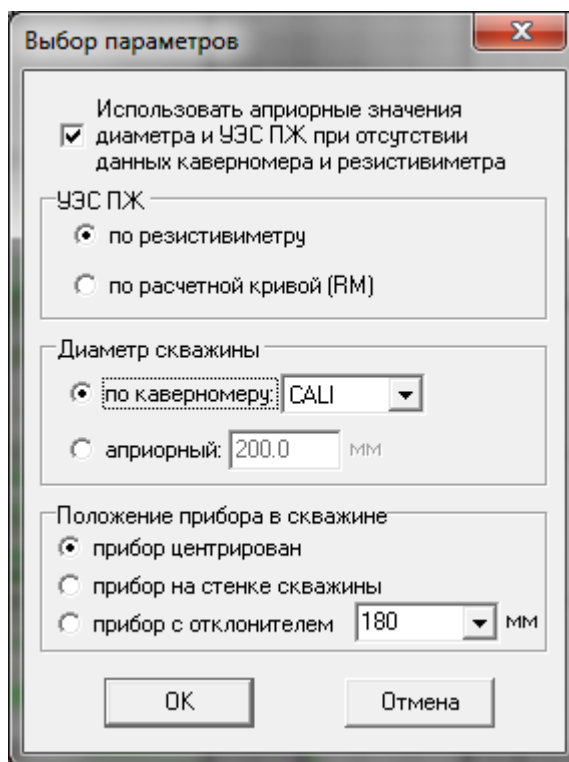 Выбор параметров
Использовать априорные значения
диаметра и УЭС ПЖ при отсутствии
данных каверномера и резистивиметра
УЭС ПЖ
по резистивиметру
по расчетной кривой (RM)
Диаметр скважины
по каверномеру: CALI
априорный: 200.0 мм
Положение прибора в скважине
прибор центрирован
прибор на стенке скважины
прибор с отклонителем 180 мм
OK Отмена